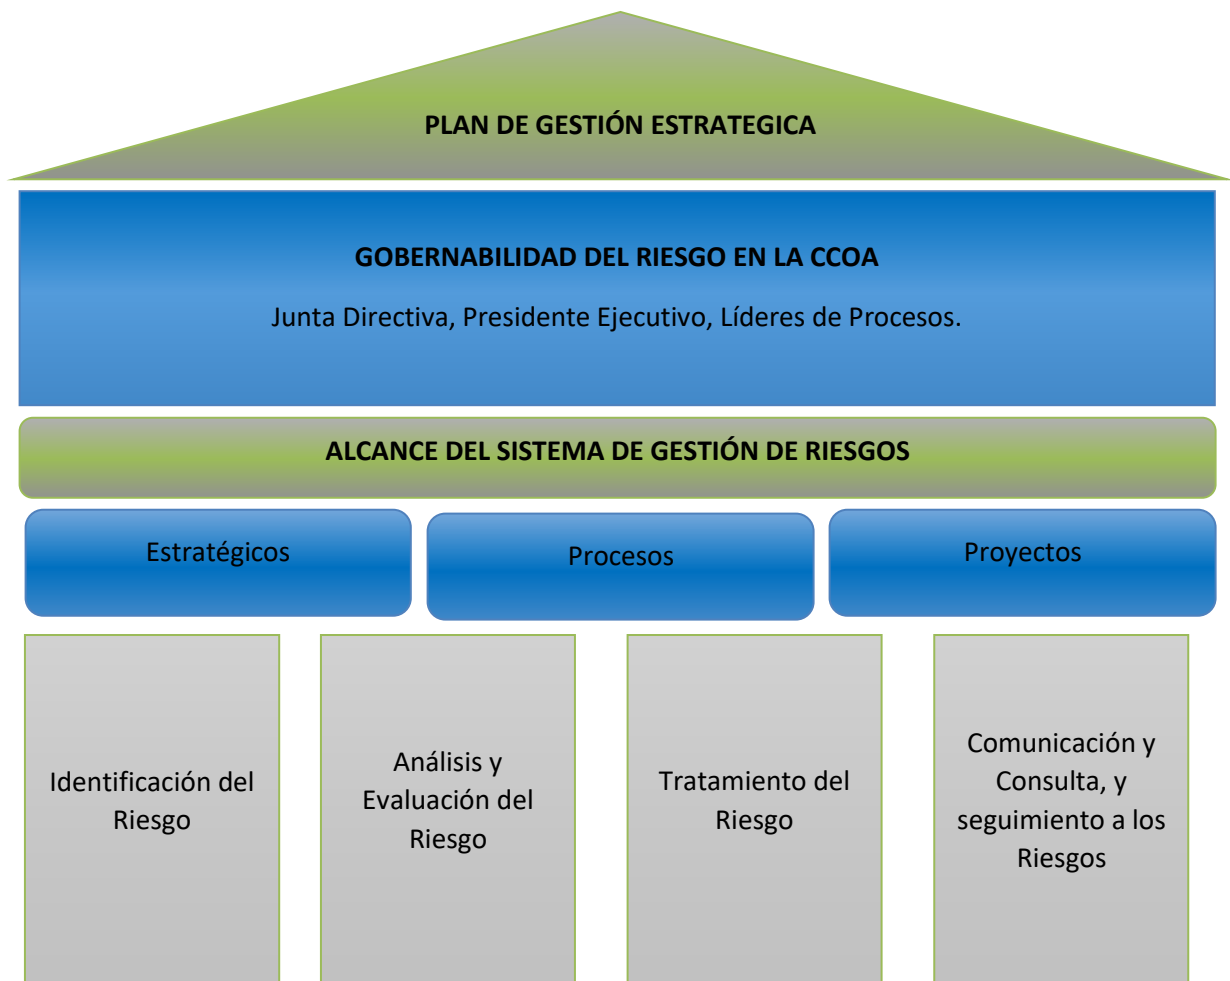 PLAN DE GESTIÓN ESTRATEGICA
GOBERNABILIDAD DEL RIESGO EN LA CCOA
Junta Directiva, Presidente Ejecutivo, Líderes de Procesos.
ALCANCE DEL SISTEMA DE GESTIÓN DE RIESGOS
Estratégicos
Procesos
Proyectos
Identificación del
Riesgo
Análisis y
Evaluación del
Riesgo
Tratamiento del
Riesgo
Comunicación y
Consulta, y
seguimiento a los
Riesgos